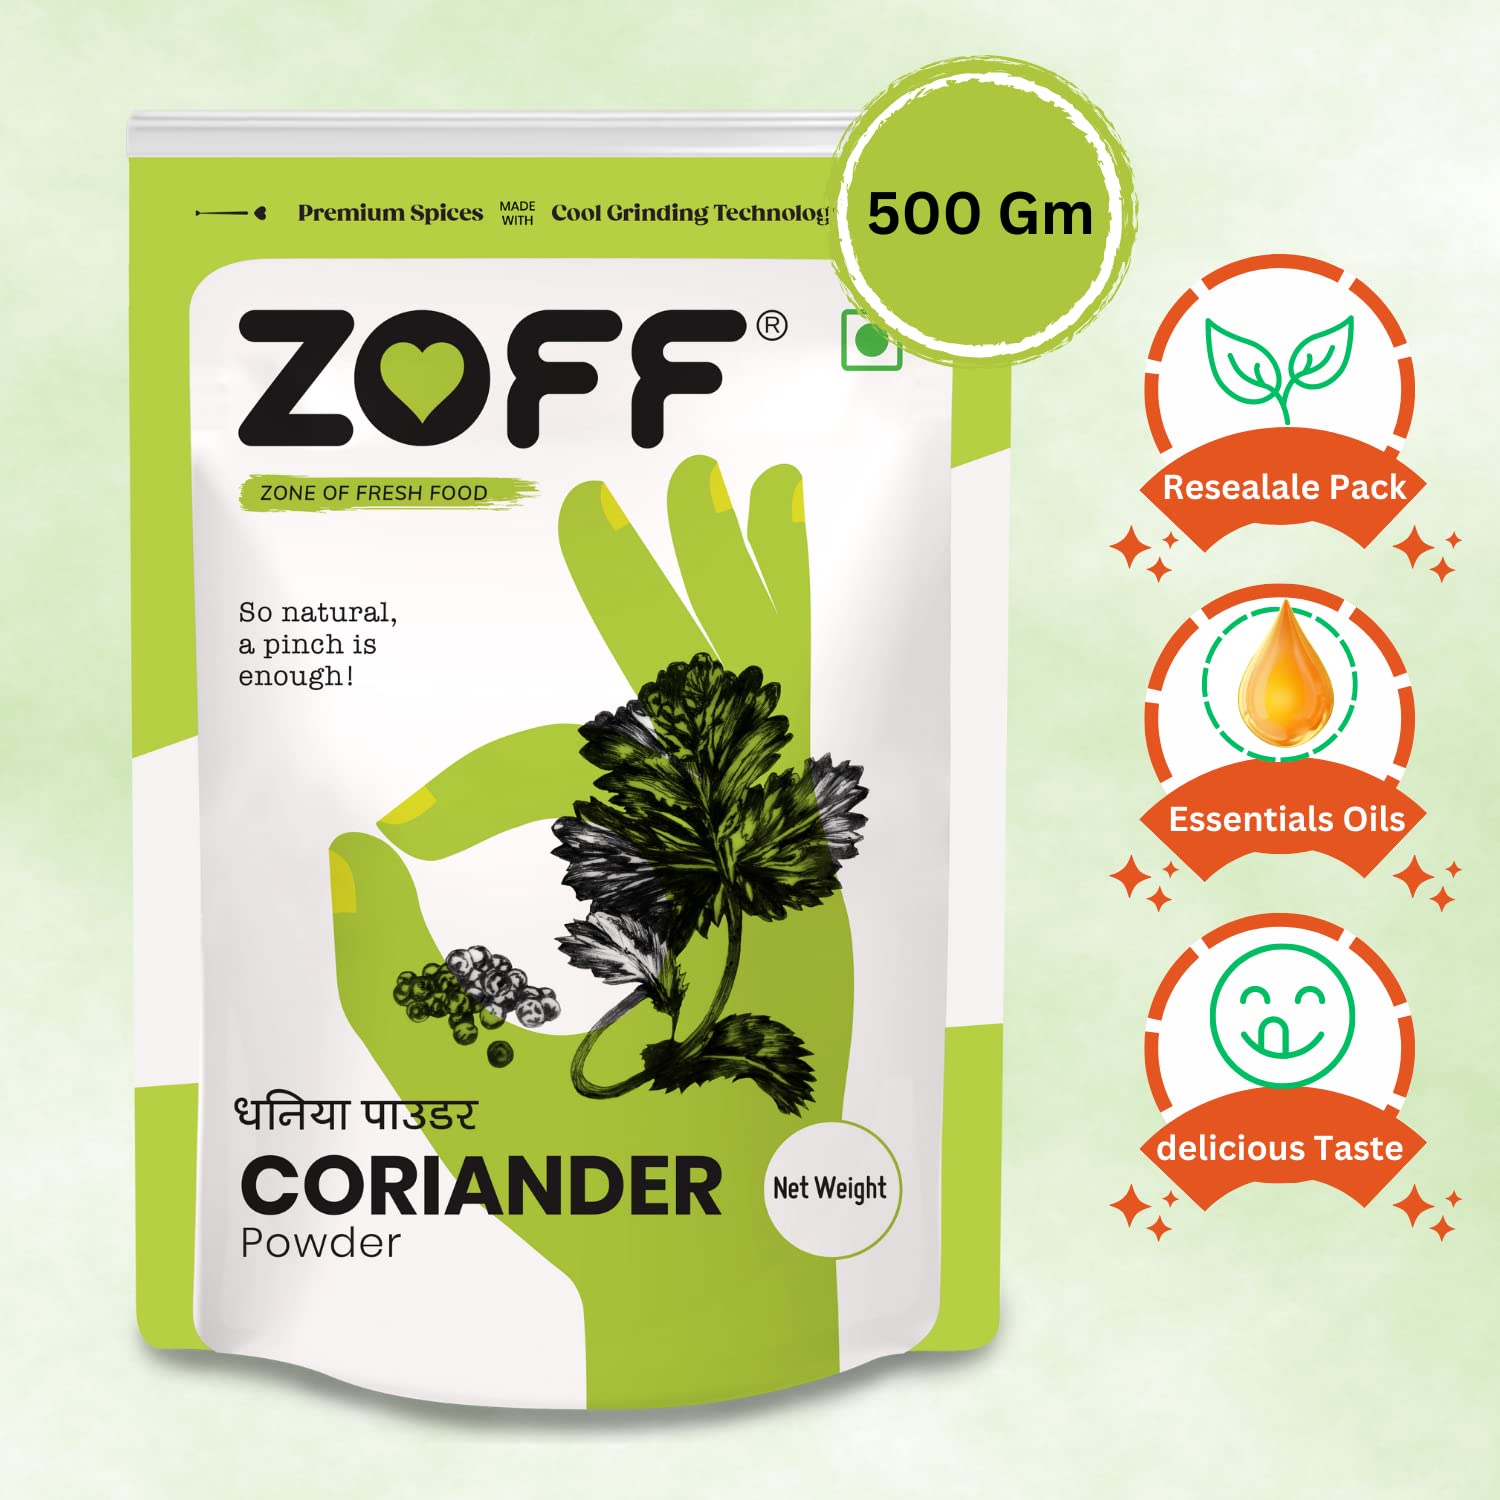 Premium Spices MADE WITH Cool Grinding Technolog
500 Gm
ZOFF®
ZONE OF FRESH FOOD
So natural,
a pinch is
enough!
धनिया पाउडर
CORIANDER
Powder
Net Weight
Resealale Pack
Essentials Oils
delicious Taste